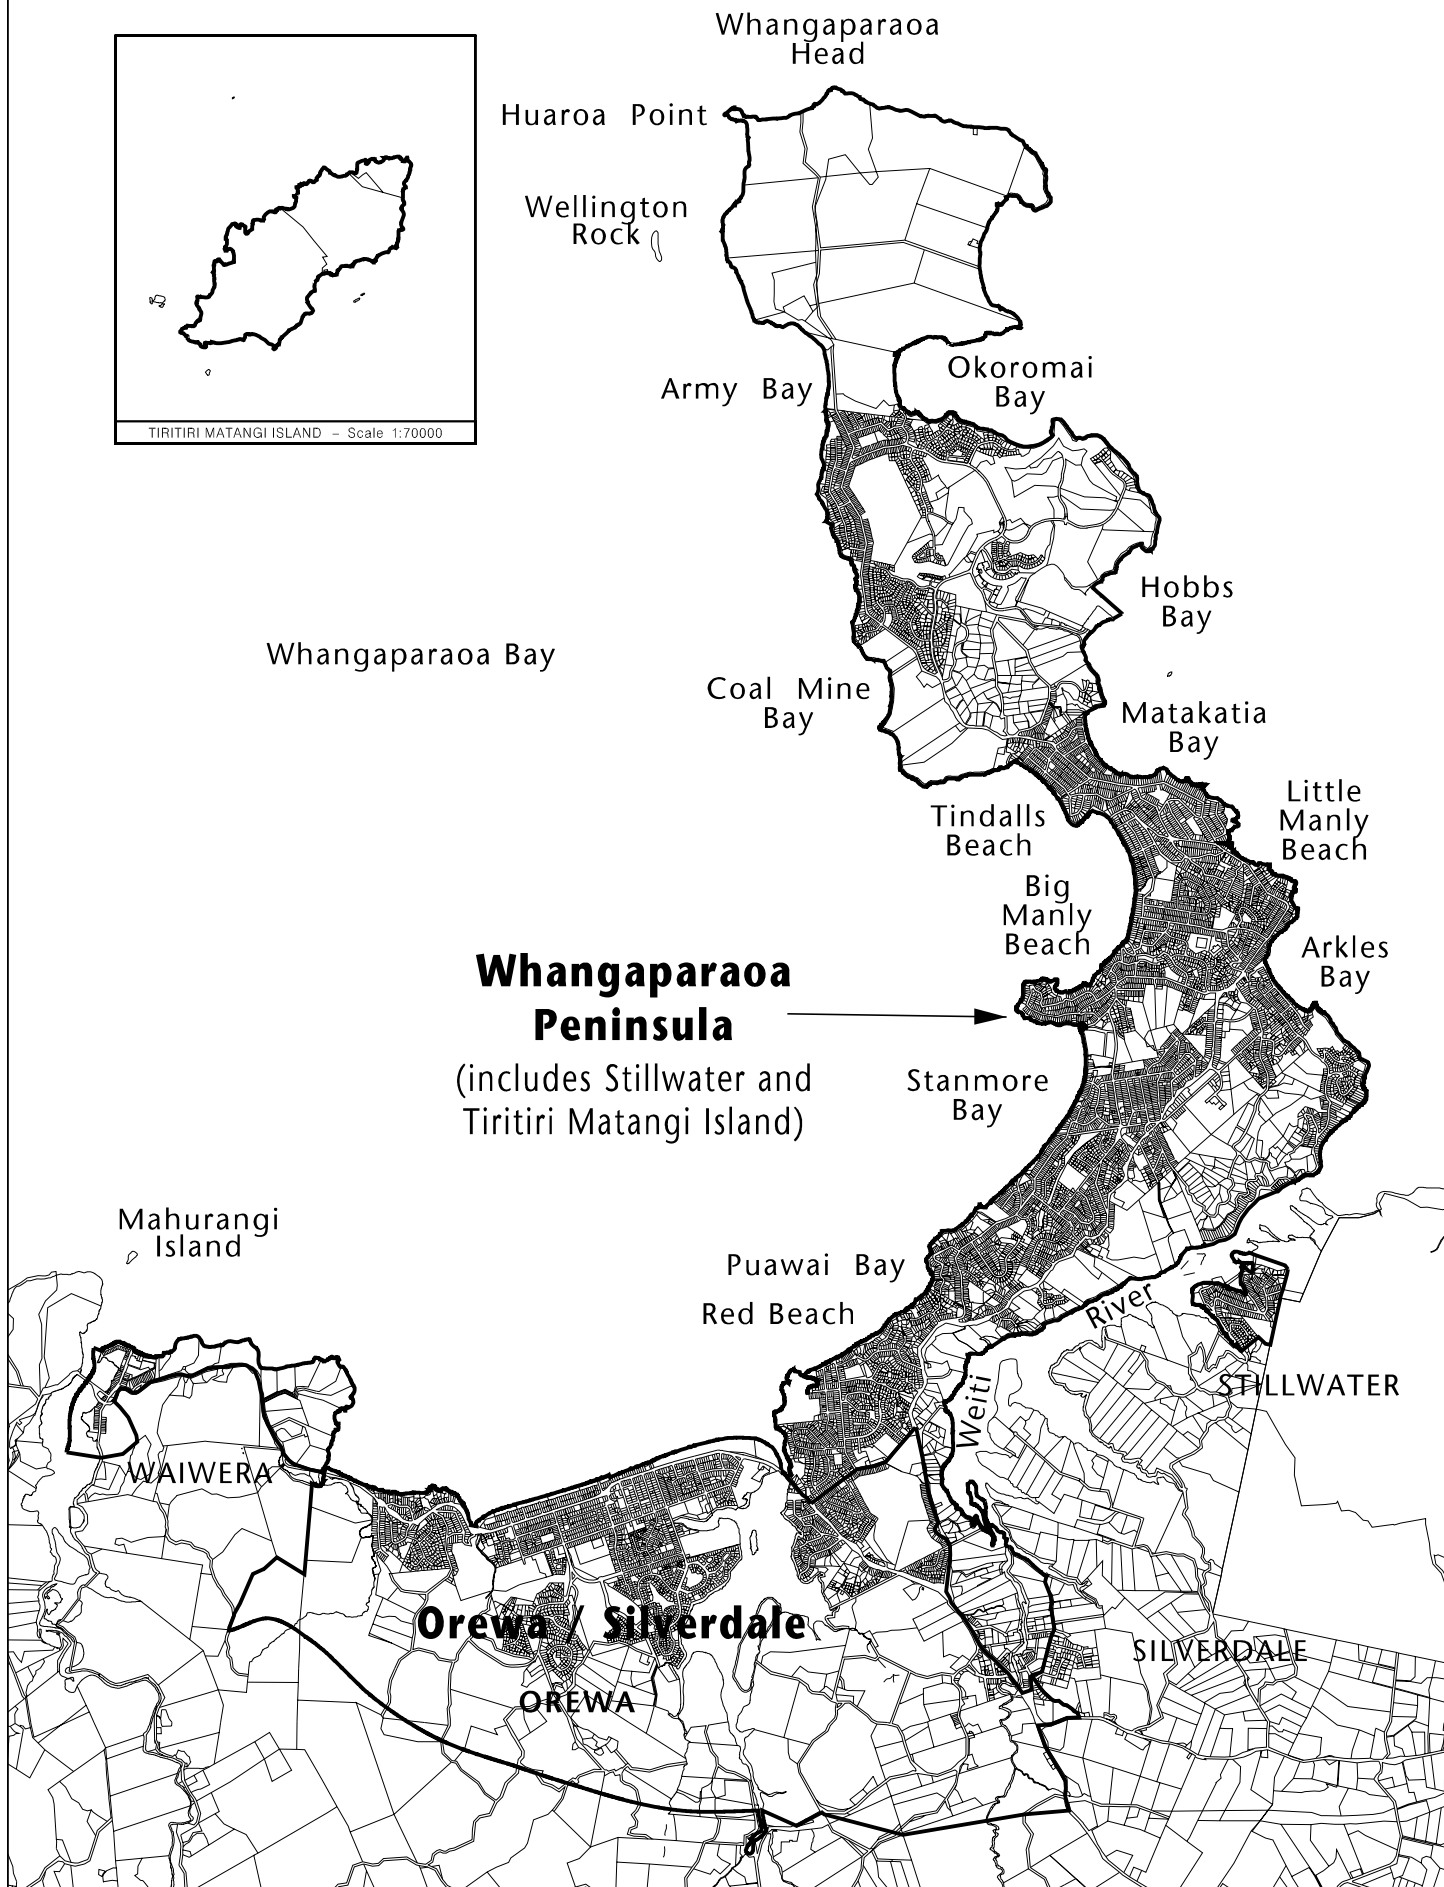 Whangaparaoa
Head
Huaroa Point
Wellington
Rock
TIRITIRI MATANGI ISLAND – Scale 1:70000
Army Bay
Okoromai
Bay
Hobbs
Bay
Whangaparaoa Bay
Coal Mine
Bay
Matakatia
Bay
Little
Manly
Beach
Tindalls
Beach
Big
Manly
Beach
Arkles
Bay
Whangaparaoa
Peninsula
(includes Stillwater and
Tiritiri Matangi Island)
Stanmore
Bay
Mahurangi
Island
Puawai Bay
Red Beach
River
Weiti
STILLWATER
WAIWERA
Orewa / Silverdale
SILVERDALE
OREWA